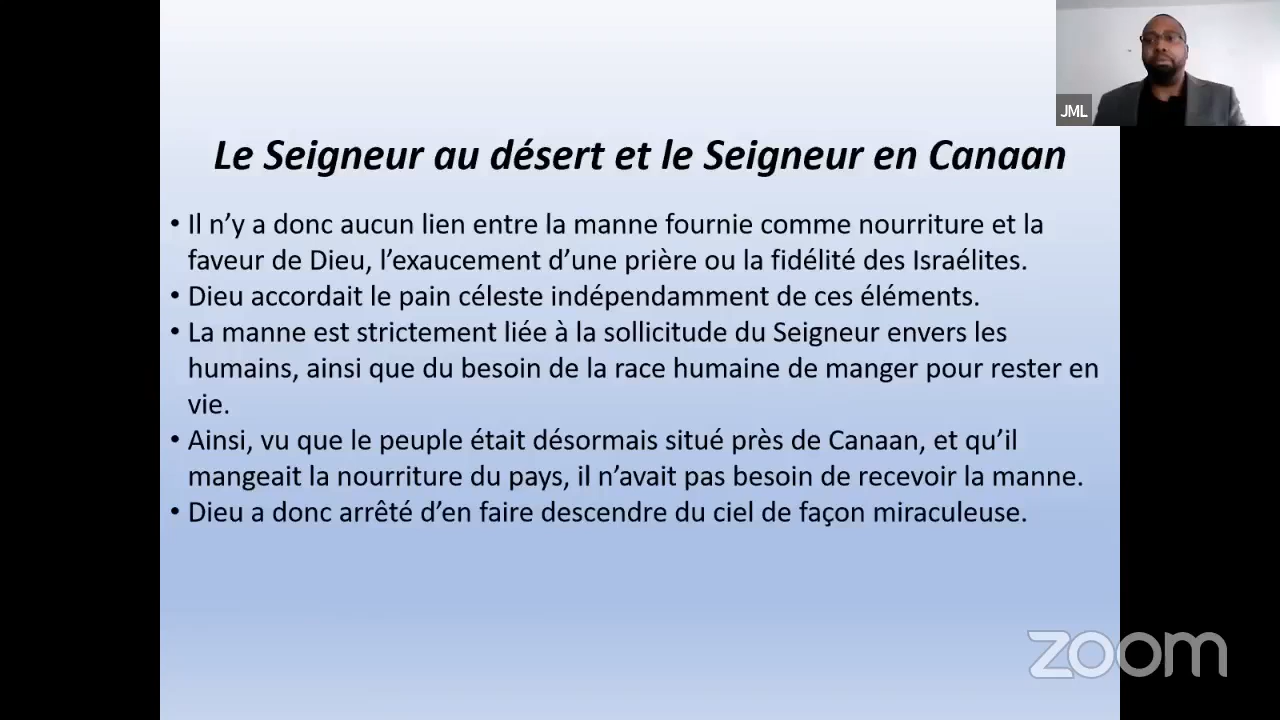 JML
Le Seigneur au désert et le Seigneur en Canaan
• Il n’y a donc aucun lien entre la manne fournie comme nourriture et la
faveur de Dieu, l’exaucement d’une prière ou la fidélité des Israélites.
• Dieu accordait le pain céleste indépendamment de ces éléments.
• La manne est strictement liée à la sollicitude du Seigneur envers les
humains, ainsi que du besoin de la race humaine de manger pour rester en
vie.
• Ainsi, vu que le peuple était désormais situé près de Canaan, et qu’il
mangeait la nourriture du pays, il n’avait pas besoin de recevoir la manne.
• Dieu a donc arrêté d’en faire descendre du ciel de façon miraculeuse.
zoom